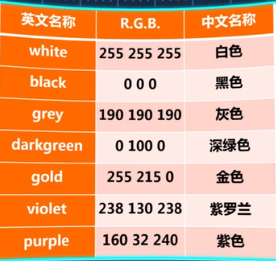 英文名称 R.G.B. 中文名称
white 255 255 255 白色
black 0 0 0 黑色
grey 190 190 190 灰色
darkgreen 0 100 0 深绿色
gold 255 215 0 金色
violet 238 130 238 紫罗兰
purple 160 32 240 紫色